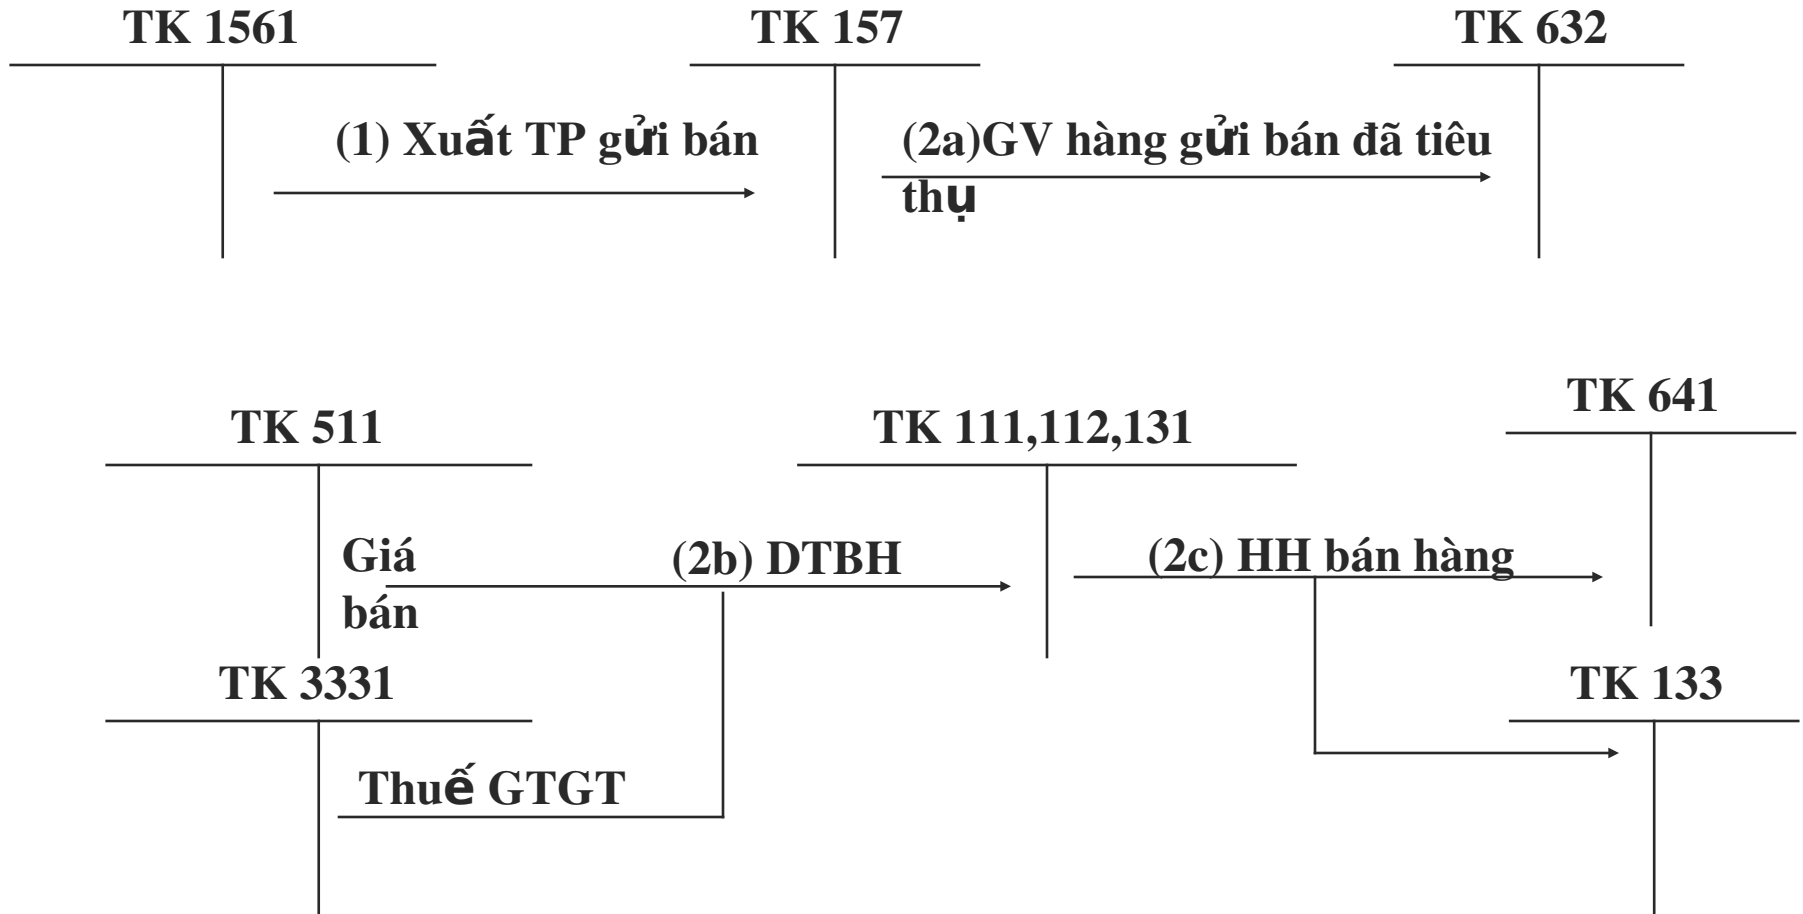 TK 1561
TK 157
TK 632
(1) Xuất TP gửi bán
(2a)GV hàng gửi bán đã tiêu
thụ
TK 511
TK 111,112,131
TK 641
Giá
bán
(2b) DTBH
(2c) HH bán hàng
TK 3331
TK 133
Thuế GTGT